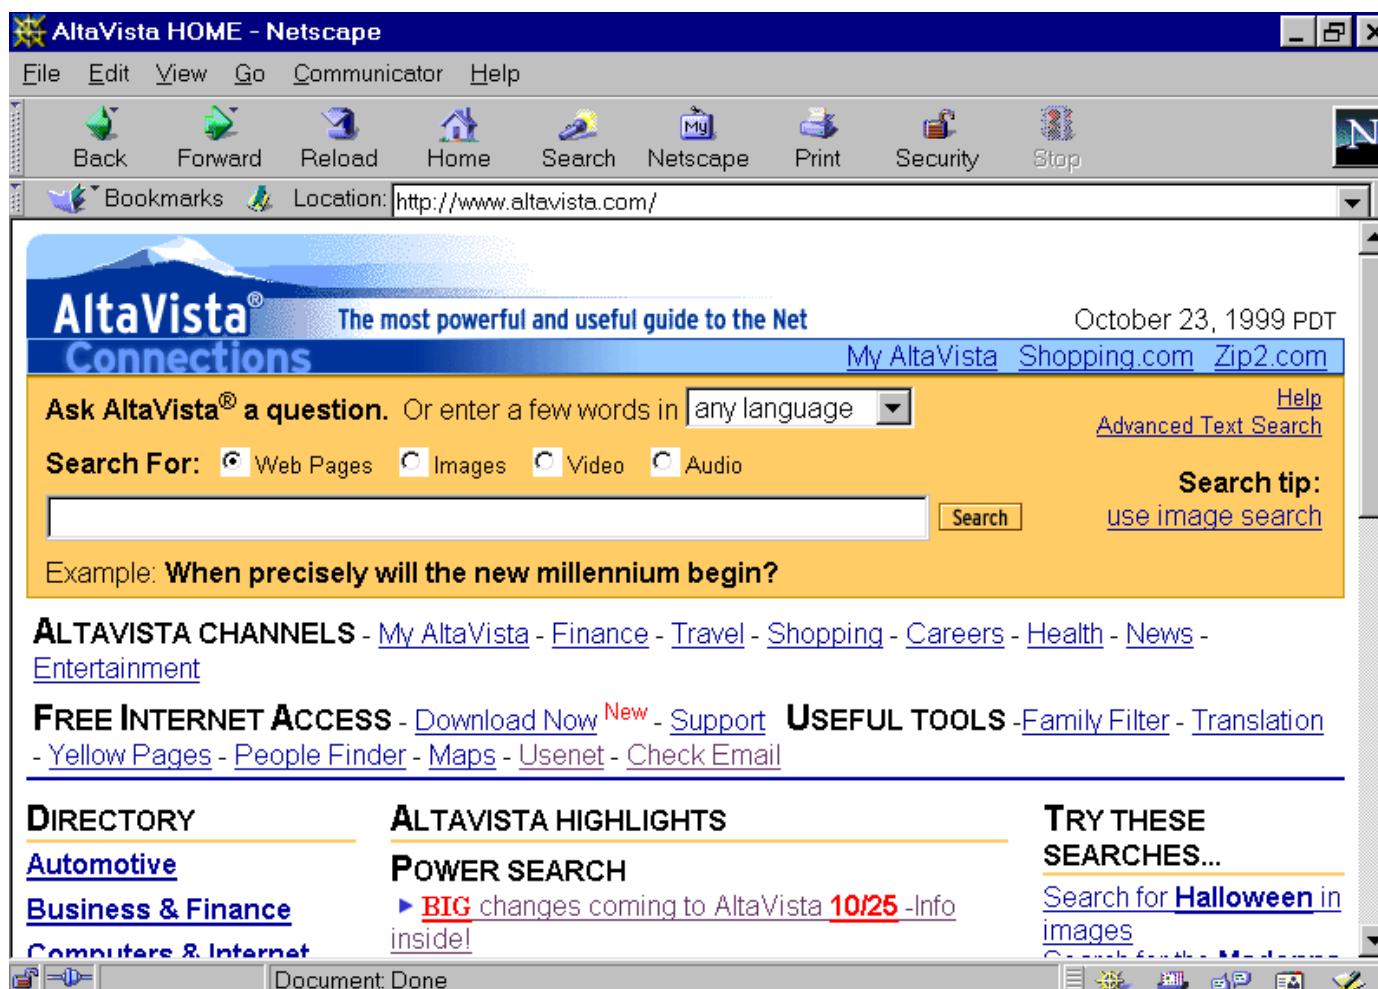 AltaVista HOME - Netscape
File Edit View Go Communicator Help
Back Forward Reload Home Search My Netscape Print Security Stop N
Bookmarks Location: http://www.altavista.com/
AltaVista® The most powerful and useful guide to the Net October 23, 1999 PDT
Connections My AltaVista Shopping.com Zip2.com
Ask AltaVista® a question. Or enter a few words in any language Help
Advanced Text Search
Search For: Web Pages Images Video Audio
Search tip:
Search use image search
Example: When precisely will the new millennium begin?
ALTAVISTA CHANNELS - My AltaVista - Finance - Travel - Shopping - Careers - Health - News -
Entertainment
FREE INTERNET ACCESS - Download Now New - Support USEFUL TOOLS -Family Filter - Translation
- Yellow Pages - People Finder - Maps - Usenet - Check Email
DIRECTORY
Automotive
Business & Finance
Computers & Internet
ALTAVISTA HIGHLIGHTS
POWER SEARCH
BIG changes coming to AltaVista 10/25 -Info
inside!
TRY THESE
SEARCHES...
Search for Halloween in
images
Search for the Madonna
Document: Done